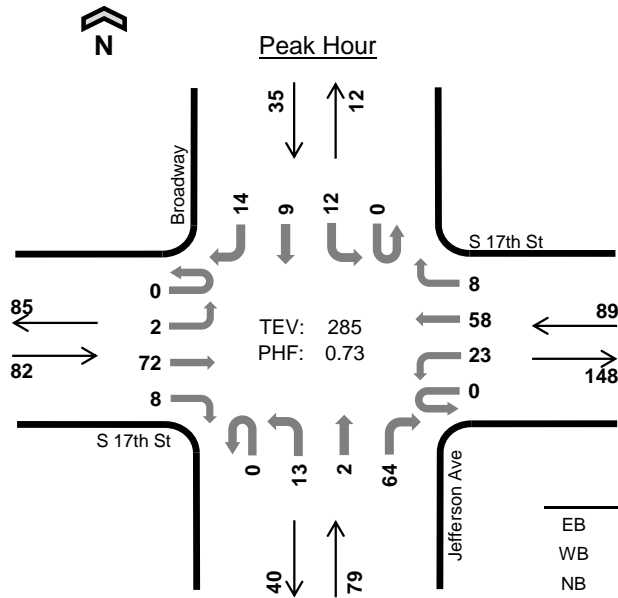 N
Peak Hour
35
12
Broadway
14
9
12
0
S 17th St
0
8
85
2
TEV: 285
58
89
82
72
PHF: 0.73
23
148
8
0
S 17th St
0
13
2
64
Jefferson Ave
40
79
EB
WB
NB